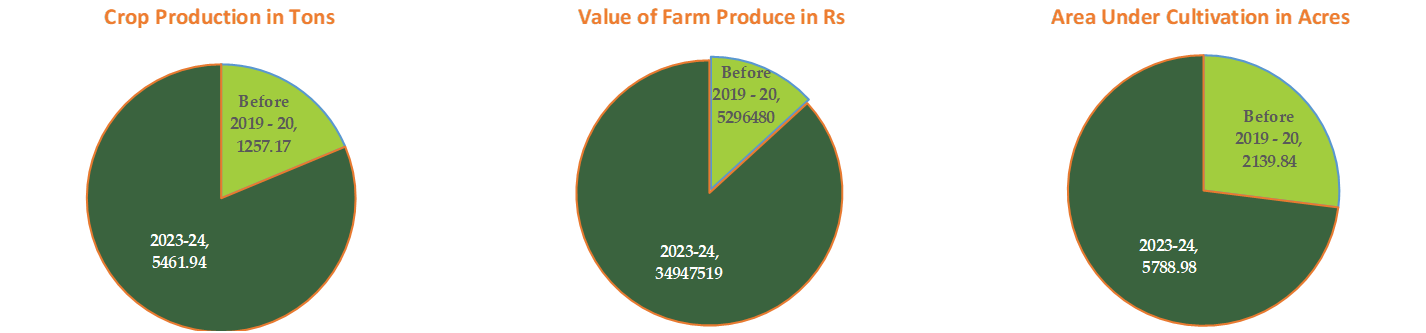 Crop Production in Tons
Before
2019 - 20,
1257.17
2023-24,
5461.94
Value of Farm Produce in Rs
Before
2019 - 20,
5296480
2023-24,
34947519
Area Under Cultivation in Acres
Before
2019 - 20,
2139.84
2023-24,
5788.98